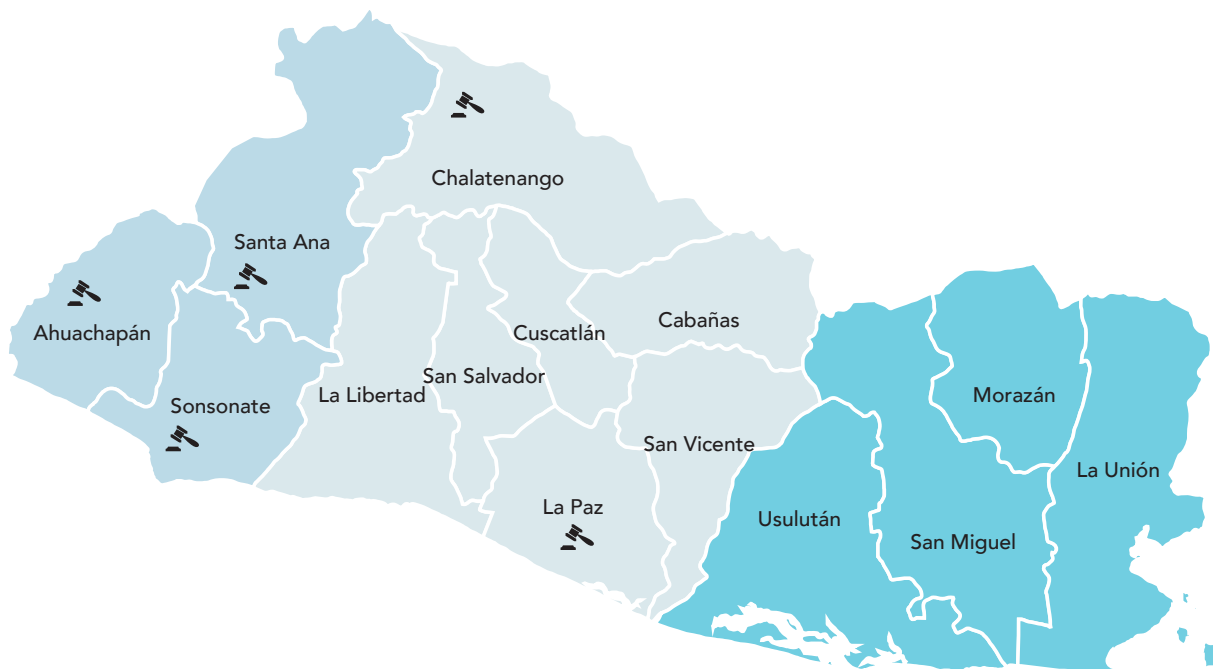 Chalatenango
Santa Ana
Ahuachapán
Cuscatlán
Cabañas
San Salvador
La Libertad
Sonsonate
Morazán
San Vicente
La Unión
La Paz
Usulután
San Miguel